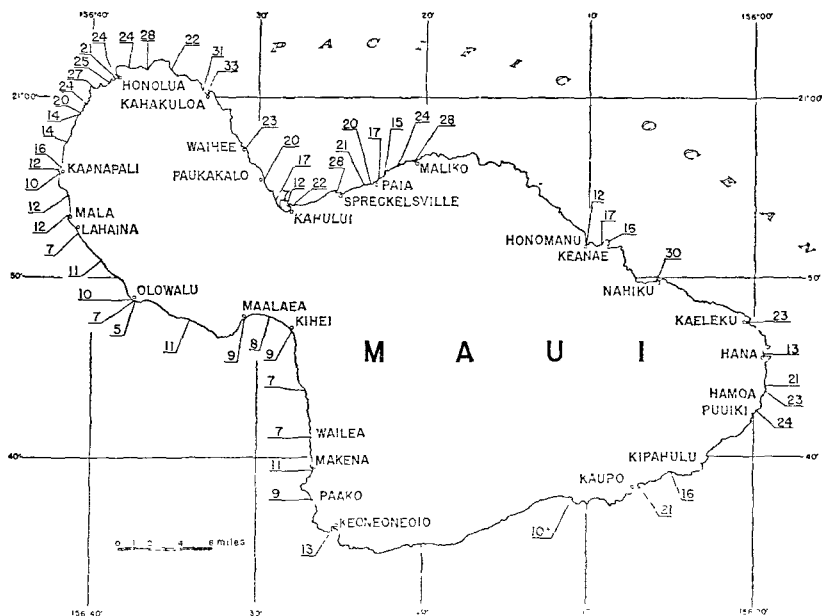 156°40' 30' 20' 10' 156°00'
PACIFIC OCEAN
24 24 28 22 31 33
21 25 27 24 20 14 14 16 12 10 12 12 7 11 10 7 5
21°00' 21°00'
HONOLUA
KAHAKULOA
23
WAIHEE
20
PAUKAKALO
17 12 22
KAHULUI
28 21 20 17 15 24 28
MALIKO
PAIA
SPRECKELSVILLE
KAANAPALI
MALA
LAHAINA
12 17 16
HONOMANU
KEANAE
30
NAHIKU
50' 50'
OLOWALU
11
MAALAEA
KIHEI
9 8 9
KAELEKU 23
MAUI
HANA 13
7
21
HAMOA 23
PUUIKI 24
7 WAILEA
40' MAKENA
11
KIPAHULU 40'
KAUPO 16
21
10+
9 PAAKO
KEONEONEOIO
13
0 1 2 4 6 miles
156°40' 30' 10' 156°00'